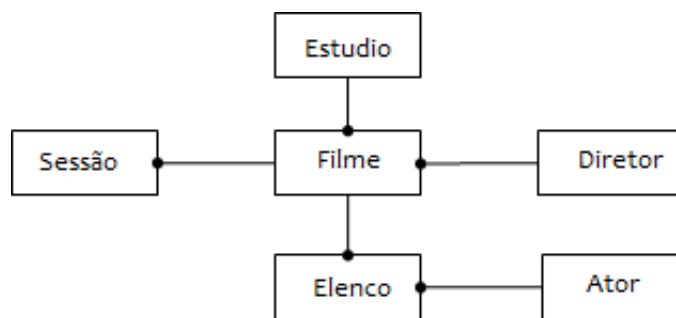 Estudio
Sessão
Filme
Diretor
Elenco
Ator